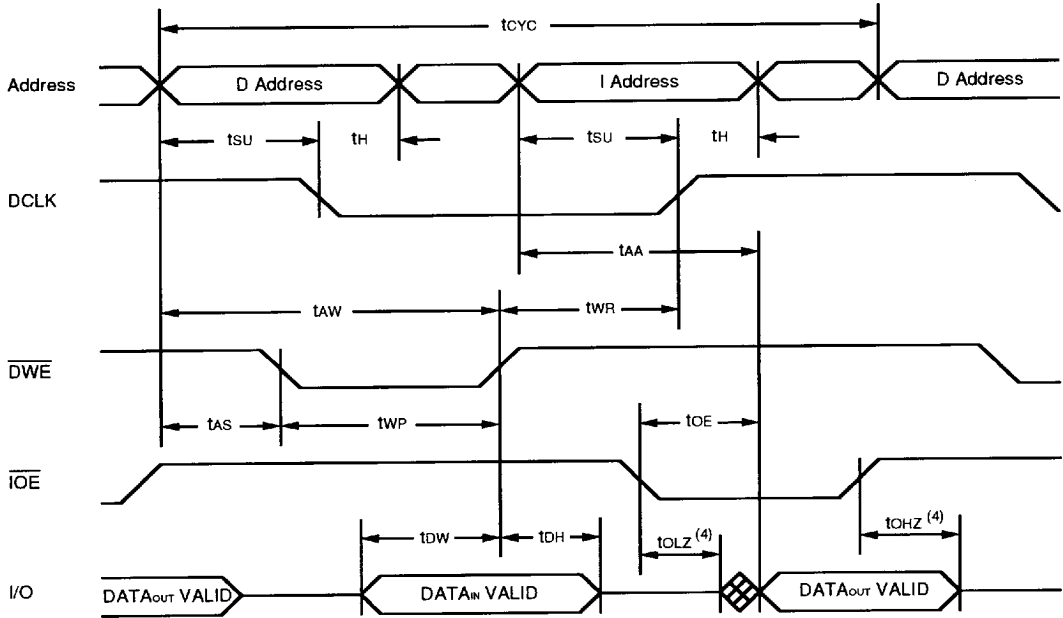 tCYC
Address
D Address
I Address
D Address
tSU
tH
tSU
tH
DCLK
tAA
tAW
tWR
DWE
tAS
tWP
tOE
IOE
tDW
tDH
tOLZ (4)
tOHZ (4)
I/O
DATAOUT VALID
DATAIN VALID
DATAOUT VALID